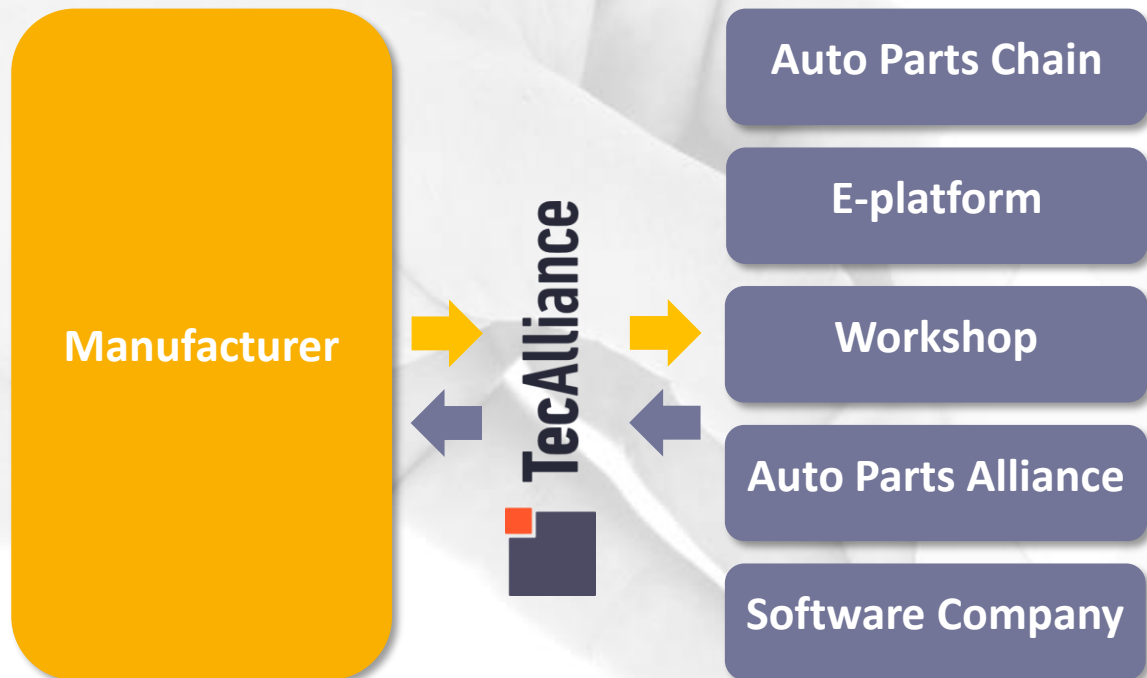 Manufacturer
TecAlliance
Auto Parts Chain
E-platform
Workshop
Auto Parts Alliance
Software Company